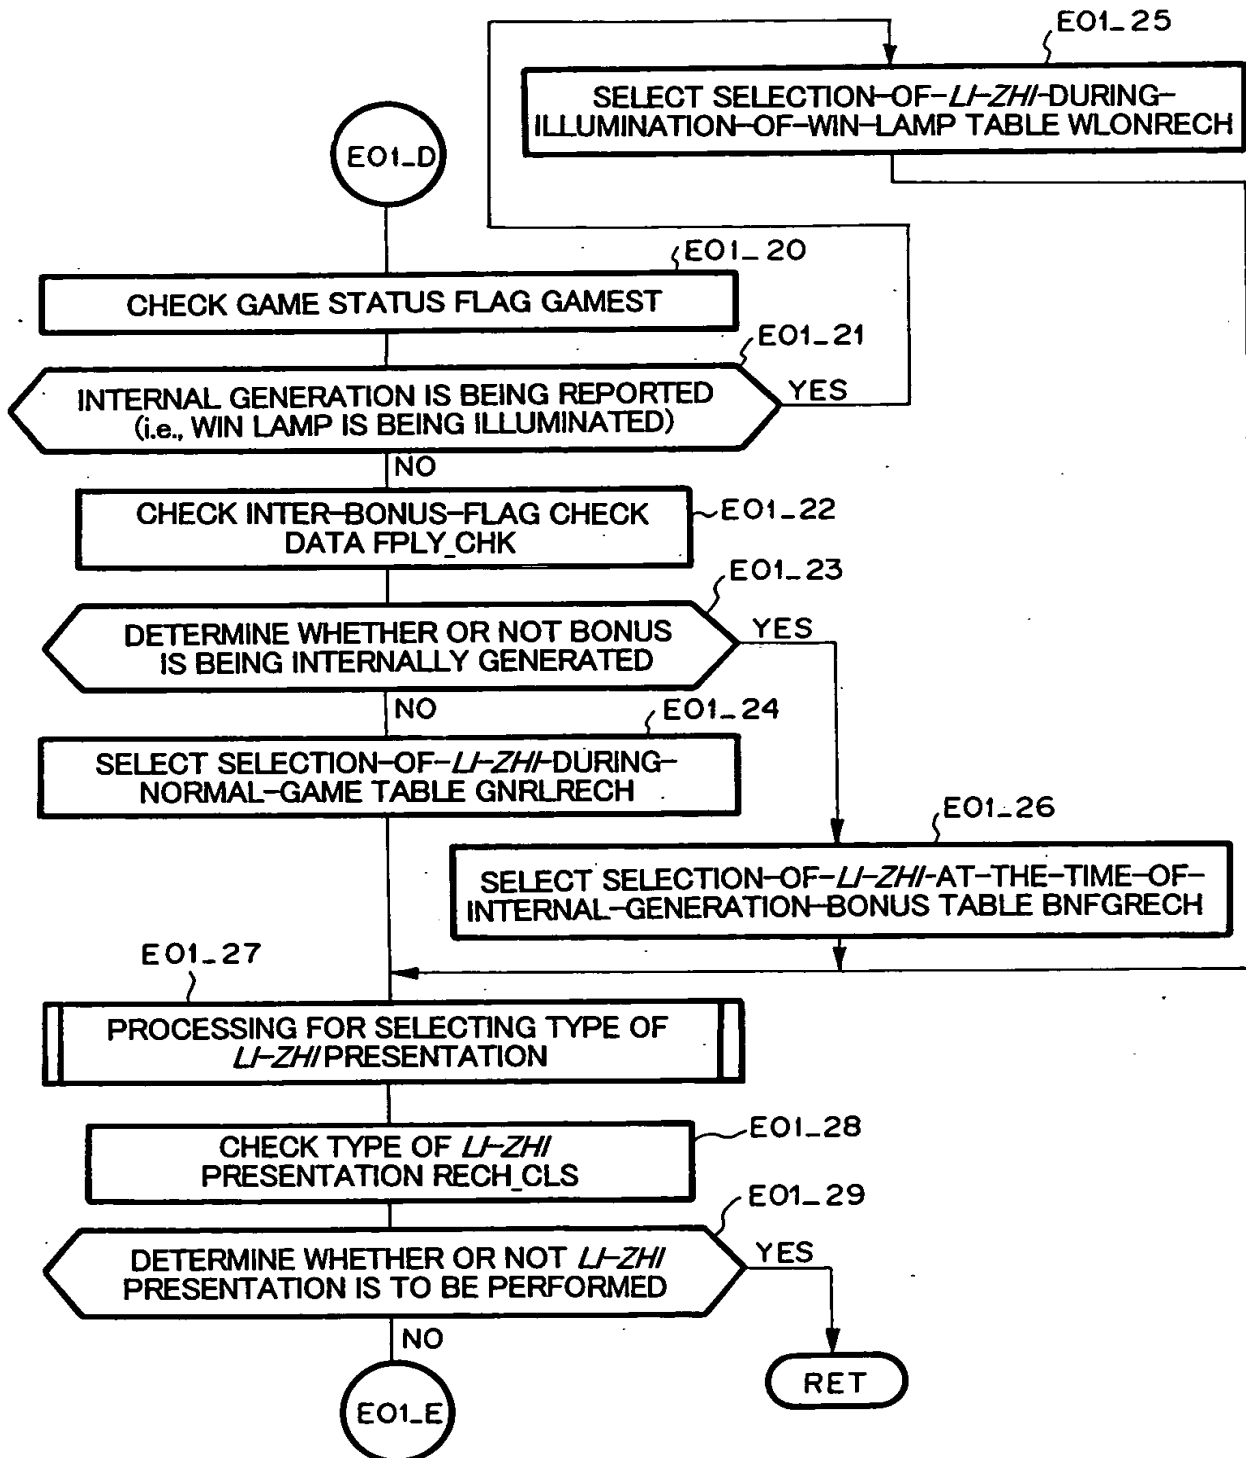 E01_25
SELECT SELECTION-OF-LI-ZHI-DURING-
ILLUMINATION-OF-WIN-LAMP TABLE WLONRECH
E01_D
E01_20
CHECK GAME STATUS FLAG GAMEST
E01_21
INTERNAL GENERATION IS BEING REPORTED
(i.e., WIN LAMP IS BEING ILLUMINATED)
YES
NO
CHECK INTER-BONUS-FLAG CHECK
DATA FPLY_CHK
E01_22
E01_23
DETERMINE WHETHER OR NOT BONUS
IS BEING INTERNALLY GENERATED
YES
NO
E01_24
SELECT SELECTION-OF-LI-ZHI-DURING-
NORMAL-GAME TABLE GNRLRECH
E01_26
SELECT SELECTION-OF-LI-ZHI-AT-THE-TIME-OF-
INTERNAL-GENERATION-BONUS TABLE BNFGRECH
E01_27
PROCESSING FOR SELECTING TYPE OF
LI-ZHI PRESENTATION
E01_28
CHECK TYPE OF LI-ZHI
PRESENTATION RECH_CLS
E01_29
DETERMINE WHETHER OR NOT LI-ZHI
PRESENTATION IS TO BE PERFORMED
YES
NO
RET
E01_E